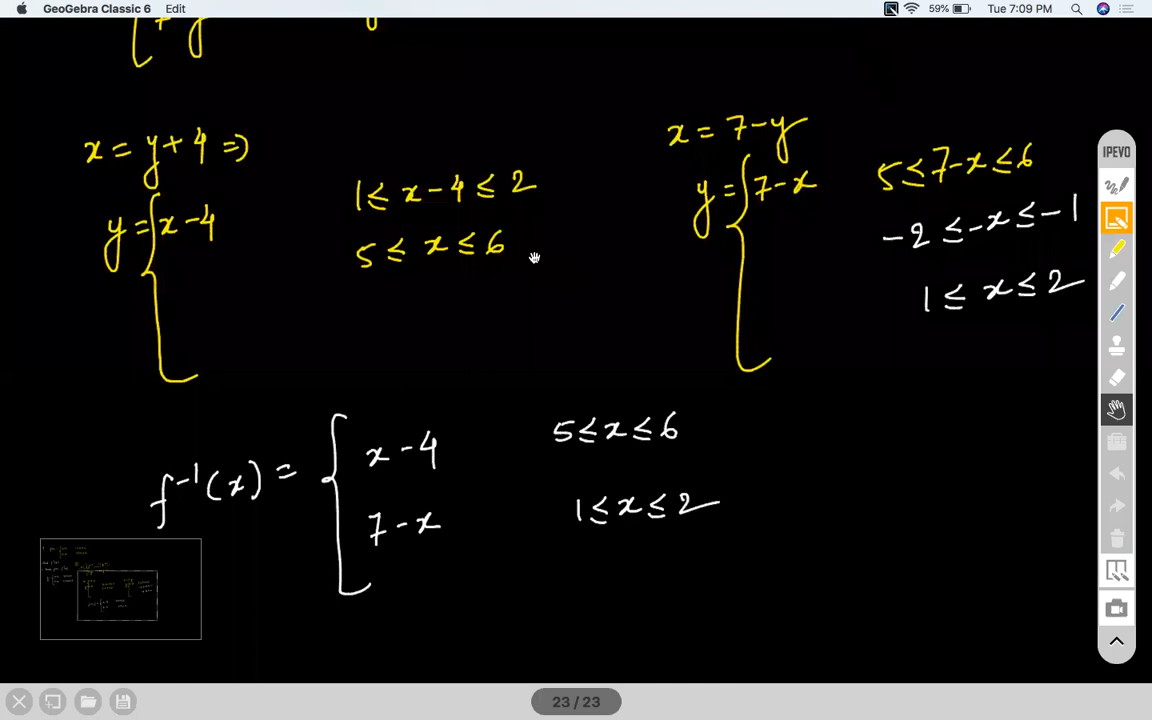 GeoGebra Classic 6 Edit 59% Tue 7:09 PM
x = y + 4 ⇒
y = { x - 4
1 ≤ x - 4 ≤ 2
5 ≤ x ≤ 6
x = 7 - y
y = { 7 - x
5 ≤ 7 - x ≤ 6
-2 ≤ -x ≤ -1
1 ≤ x ≤ 2
IPEVO
f⁻¹(x) = {
x - 4 5 ≤ x ≤ 6
7 - x 1 ≤ x ≤ 2
23 / 23